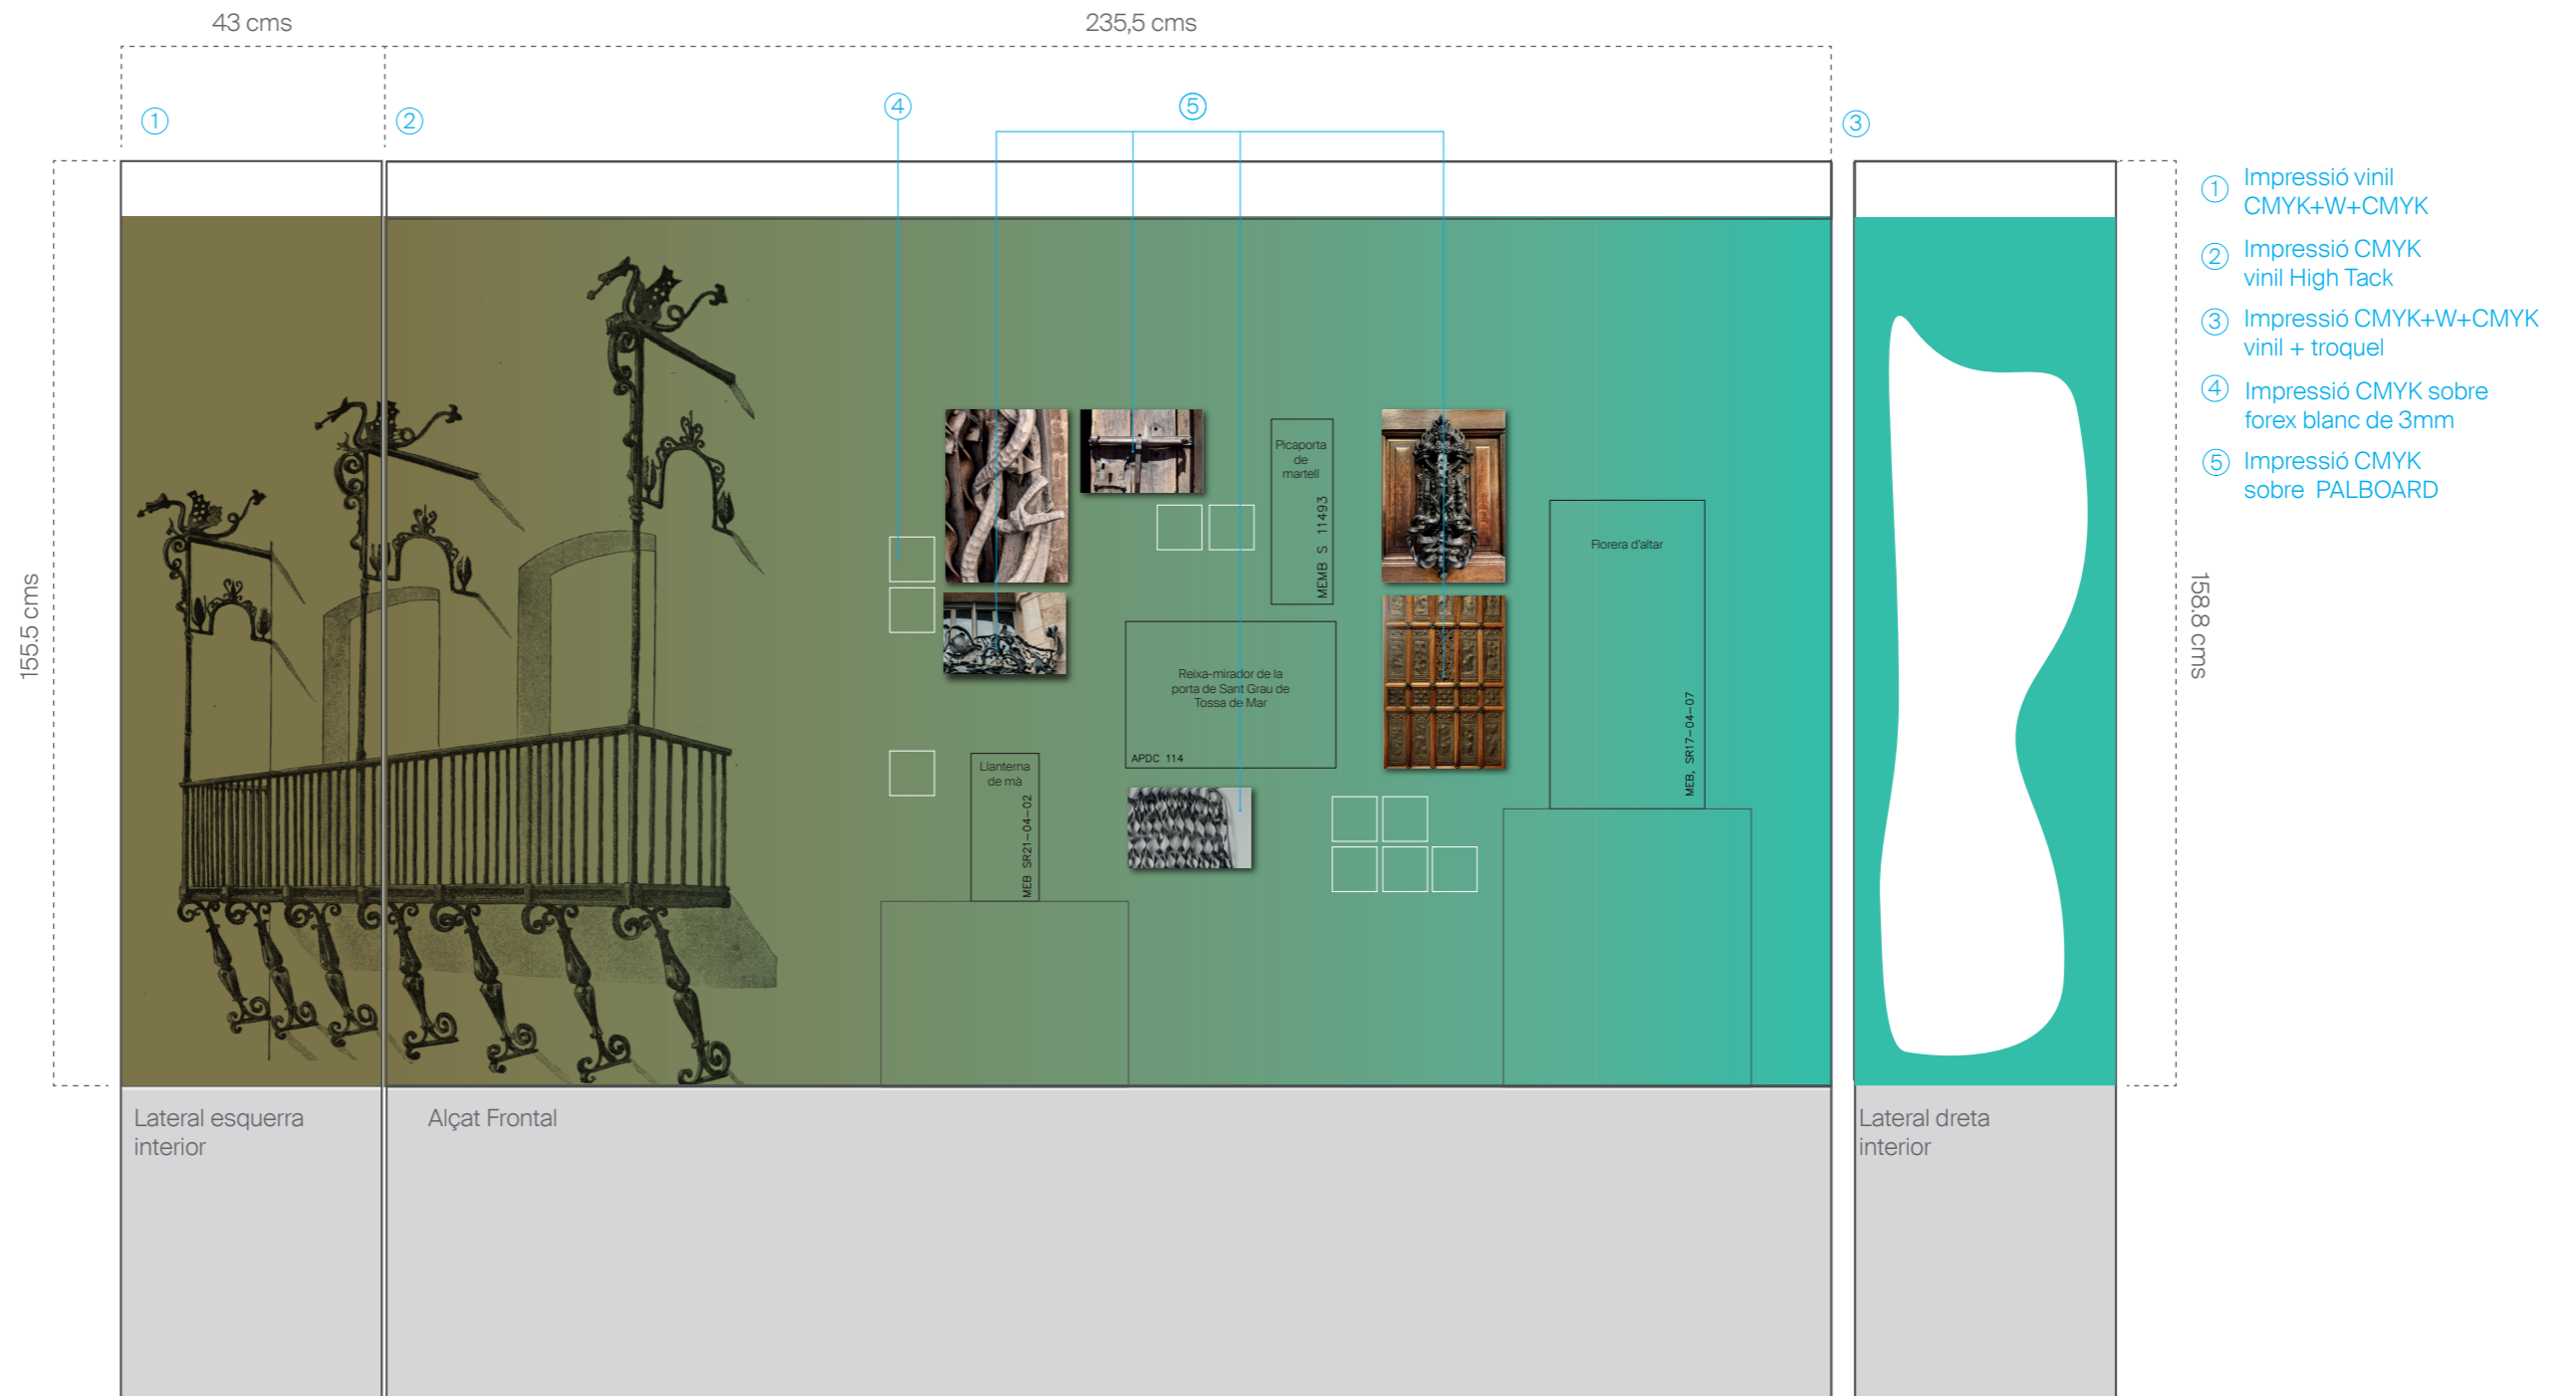 43 cms
235,5 cms
1
2
4
5
3
155.5 cms
158.8 cms
1 Impressió vinil
CMYK+W+CMYK
2 Impressió CMYK
vinil High Tack
3 Impressió CMYK+W+CMYK
vinil + troquel
4 Impressió CMYK sobre
forex blanc de 3mm
5 Impressió CMYK
sobre PALBOARD
Picaporta
de
martell
MEMB S 11493
Florera d'altar
MEB, SR17-04-07
Reixa-mirador de la
porta de Sant Grau de
Tossa de Mar
APDC 114
Llanterna
de mà
MEB SR21-04-02
Lateral esquerra
interior
Alçat Frontal
Lateral dreta
interior